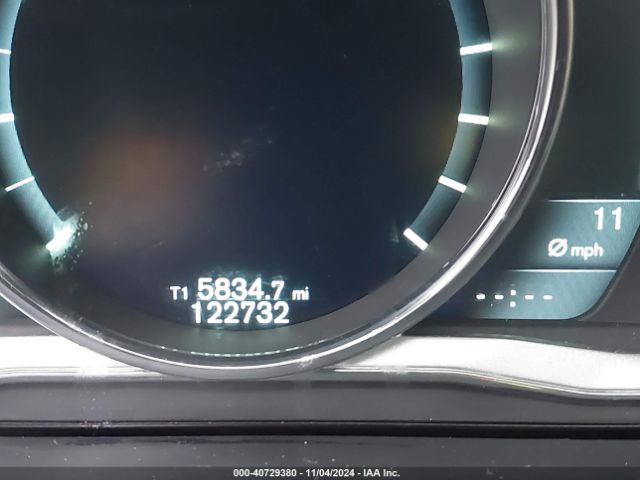 11
Ø mph
T1 5834.7 mi
--:--
122732
000-40729380 - 11/04/2024 - IAA Inc.